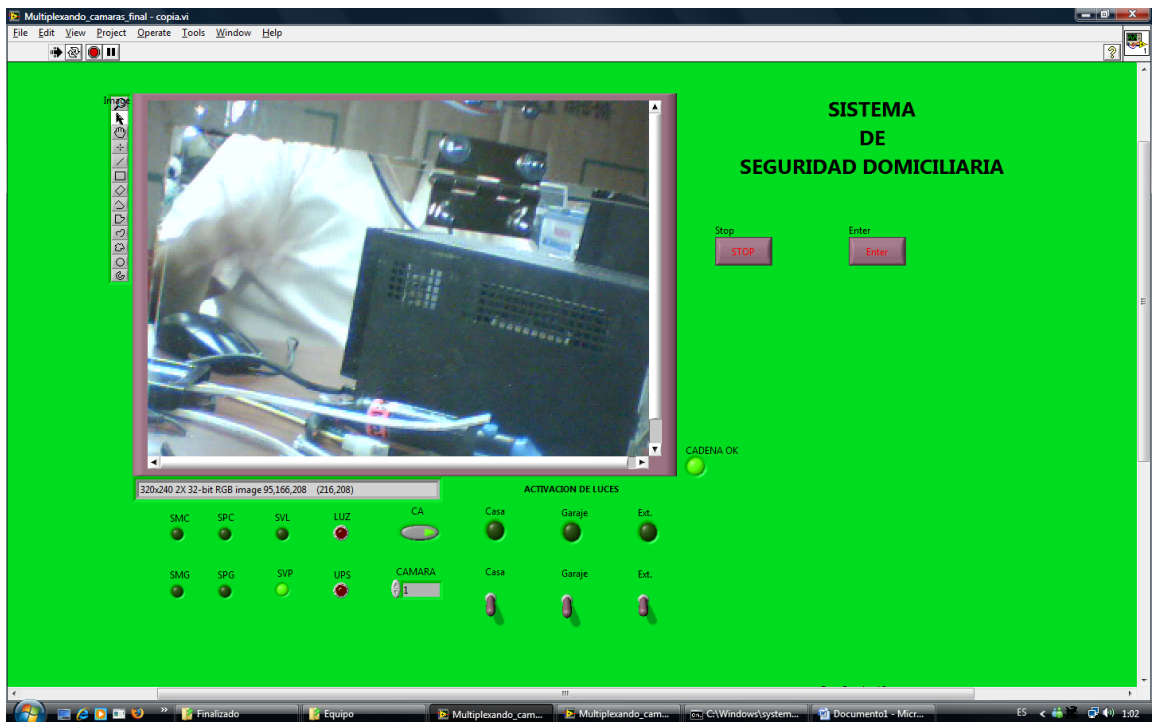 Multiplexando_camaras_final - copia.vi
File Edit View Project Operate Tools Window Help
1
Image
SISTEMA
DE
SEGURIDAD DOMICILIARIA
Stop Enter
STOP Enter
CADENA OK
320x240 2X 32-bit RGB image 95,166,208 (216,208)
ACTIVACION DE LUCES
SMC SPC SVL LUZ CA Casa Garaje Ext.
SMG SPG SVP UPS CAMARA Casa Garaje Ext.
1
Finalizado Equipo Multiplexando_cam... Multiplexando_cam... C:\Windows\system... Documento1 - Micr... ES 1:02